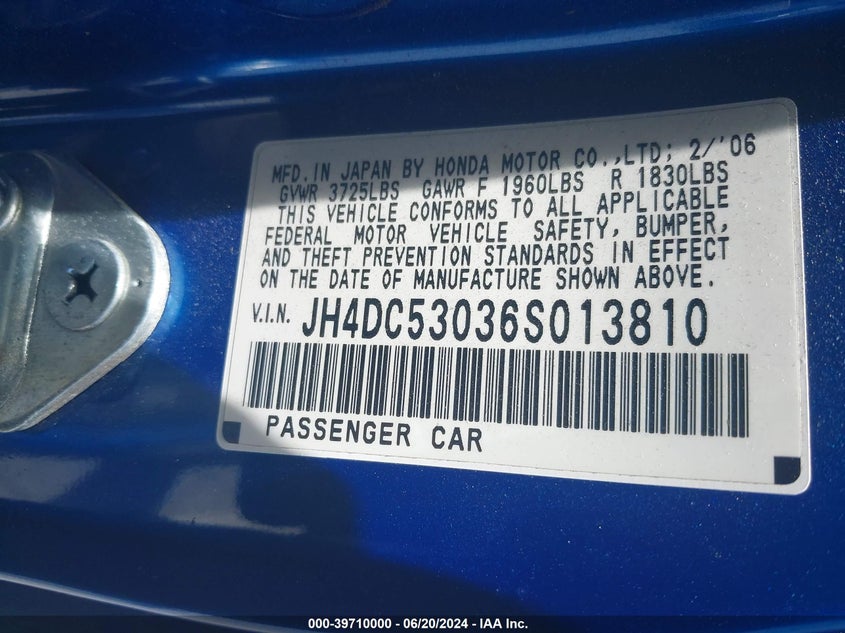 MFD. IN JAPAN BY HONDA MOTOR CO.,LTD; 2/'06
GVWR 3725LBS GAWR F 1960LBS R 1830LBS
THIS VEHICLE CONFORMS TO ALL APPLICABLE
FEDERAL MOTOR VEHICLE SAFETY, BUMPER,
AND THEFT PREVENTION STANDARDS IN EFFECT
ON THE DATE OF MANUFACTURE SHOWN ABOVE.
V.I.N. JH4DC53036S013810
PASSENGER CAR
000-39710000 - 06/20/2024 - IAA Inc.